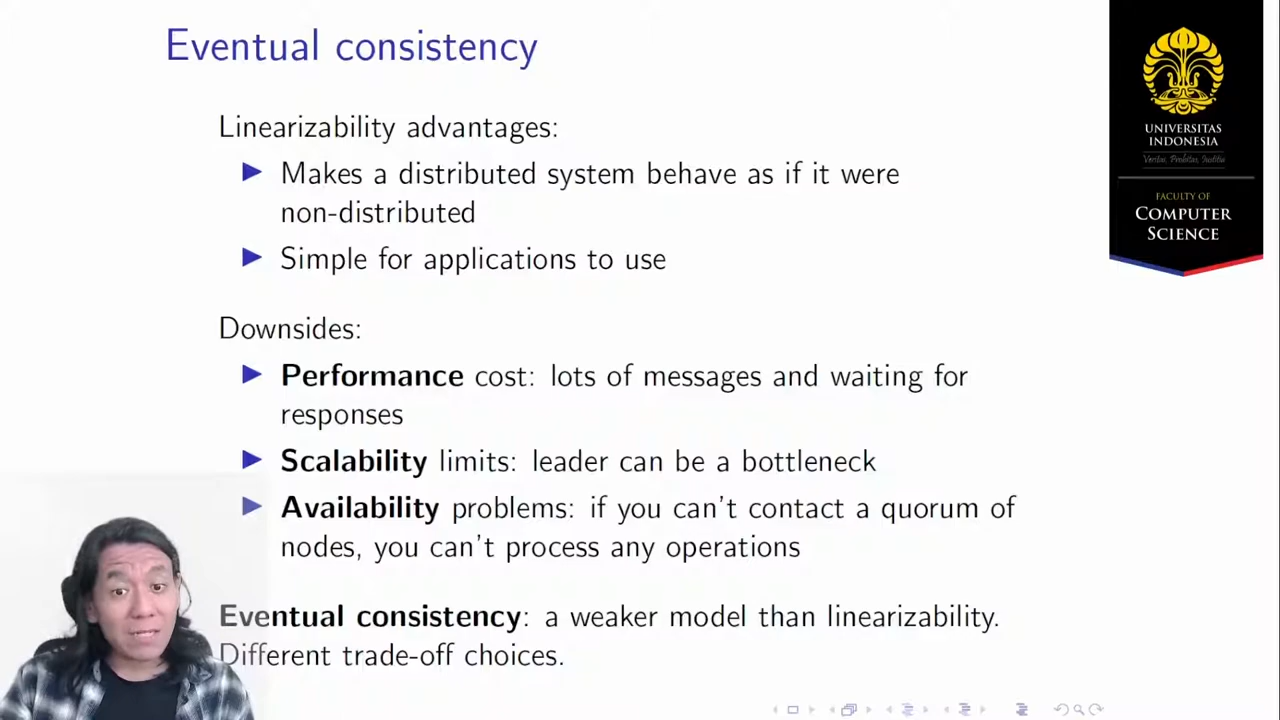 Eventual consistency
Linearizability advantages:
Makes a distributed system behave as if it were
non-distributed
Simple for applications to use
Downsides:
Performance cost: lots of messages and waiting for
responses
Scalability limits: leader can be a bottleneck
Availability problems: if you can't contact a quorum of
nodes, you can't process any operations
Eventual consistency: a weaker model than linearizability.
Different trade-off choices.
UNIVERSITAS
INDONESIA
Veritas, Probitas, Iustitia
FACULTY OF
COMPUTER
SCIENCE